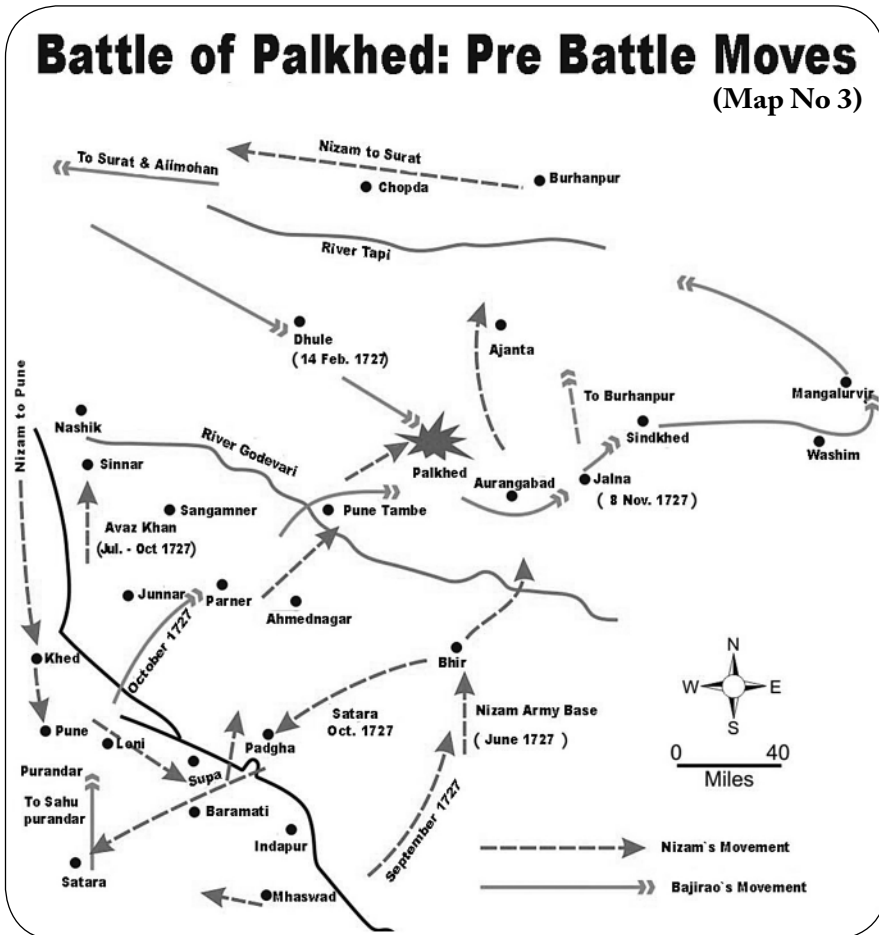 Battle of Palkhed: Pre Battle Moves
(Map No 3)
To Surat & Aiimohan
Nizam to Surat
Chopda
Burhanpur
River Tapi
Dhule
(14 Feb. 1727)
Ajanta
To Burhanpur
Mangalurvir
Nizam to Pune
Nashik
River Godevari
Sindkhed
Washim
Sinnar
Palkhed
Aurangabad
Jalna
(8 Nov. 1727)
Sangamner
Pune Tambe
Avaz Khan
(Jul. - Oct 1727)
Junnar
Parner
Ahmednagar
October 1727
Khed
Bhir
N
W
E
S
Satara
Oct. 1727
Nizam Army Base
(June 1727)
Pune
Loni
Padgha
0
40
Miles
Purandar
Supa
To Sahu
purandar
Baramati
September 1727
Indapur
Nizam`s Movement
Satara
Mhaswad
Bajirao`s Movement